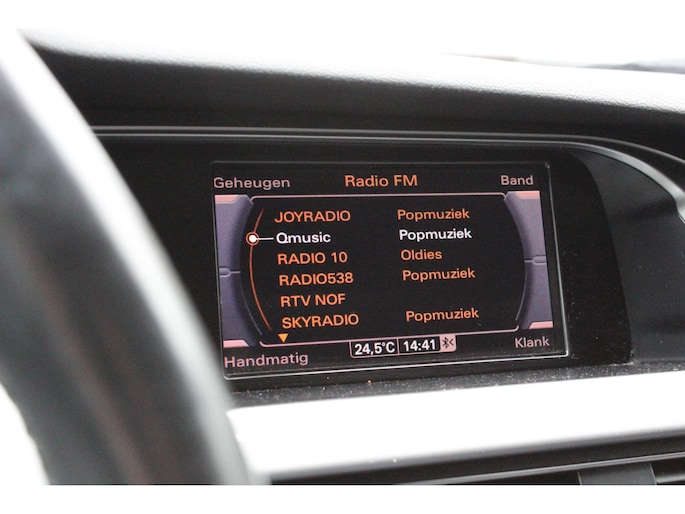 Geheugen Radio FM Band
JOYRADIO Popmuziek
Qmusic Popmuziek
RADIO 10 Oldies
RADIO538 Popmuziek
RTV NOF
SKYRADIO Popmuziek
Handmatig 24,5°C 14:41 Klank